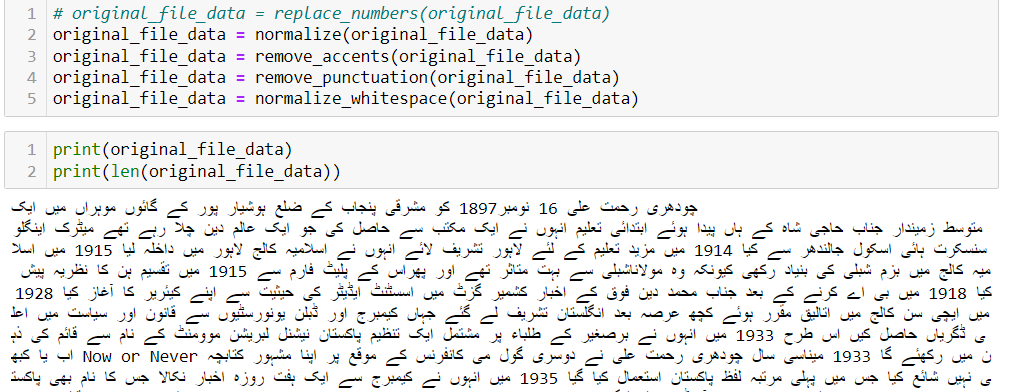 1 # original_file_data = replace_numbers(original_file_data)
2 original_file_data = normalize(original_file_data)
3 original_file_data = remove_accents(original_file_data)
4 original_file_data = remove_punctuation(original_file_data)
5 original_file_data = normalize_whitespace(original_file_data)
1 print(original_file_data)
2 print(len(original_file_data))
چودھری رحمت علی 16 نومبر1897 کو مشرقی پنجاب کے ضلع ہوشیار پور کے گائوں موہراں میں ایک
متوسط زمیندار جناب حاجی شاہ کے ہاں پیدا ہوئے ابتدائی تعلیم انہوں نے ایک مکتب سے حاصل کی جو ایک عالم دین چلا رہے تھے میٹرک اینگلو
سنسکرت ہائی اسکول جالندھر سے کیا 1914 میں مزید تعلیم کے لئے لاہور تشریف لائے انہوں نے اسلامیہ کالج لاہور میں داخلہ لیا 1915 میں اسلا
میہ کالج میں بزم شبلی کی بنیاد رکھی کیونکہ وہ مولاناشبلی سے بہت متاثر تھے اور پھراس کے پلیٹ فارم سے 1915 میں تقسیم ہن کا نظریہ پیش
کیا 1918 میں بی اے کرنے کے بعد جناب محمد دین فوق کے اخبار کشمیر گزٹ میں اسسٹنٹ ایڈیٹر کی حیثیت سے اپنے کیئریر کا آغاز کیا 1928
میں ایچی سن کالج میں اتالیق مقرر ہوئے کچھ عرصہ بعد انگلستان تشریف لے گئے جہاں کیمبرج اور ڈبلن یونورسٹیوں سے قانون اور سیاست میں اعل
ی ڈگریاں حاصل کیں اس طرح 1933 میں انہوں نے برصغیر کے طلباء پر مشتمل ایک تنظیم پاکستان نیشنل لبریشن موومنٹ کے نام سے قائم کی ذہ
ن میں رکھئے گا 1933 میناسی سال چودھری رحمت علی نے دوسری گول می کانفرنس کے موقع پر اپنا مشہور کتابچہ Now or Never اب یا کبھ
ی نہیں شائع کیا جس میں پہلی مرتبہ لفظ پاکستان استعمال کیا گیا 1935 میں انہوں نے کیمبرج سے ایک ہفت روزہ اخبار نکالا جس کا نام بھی پاکست